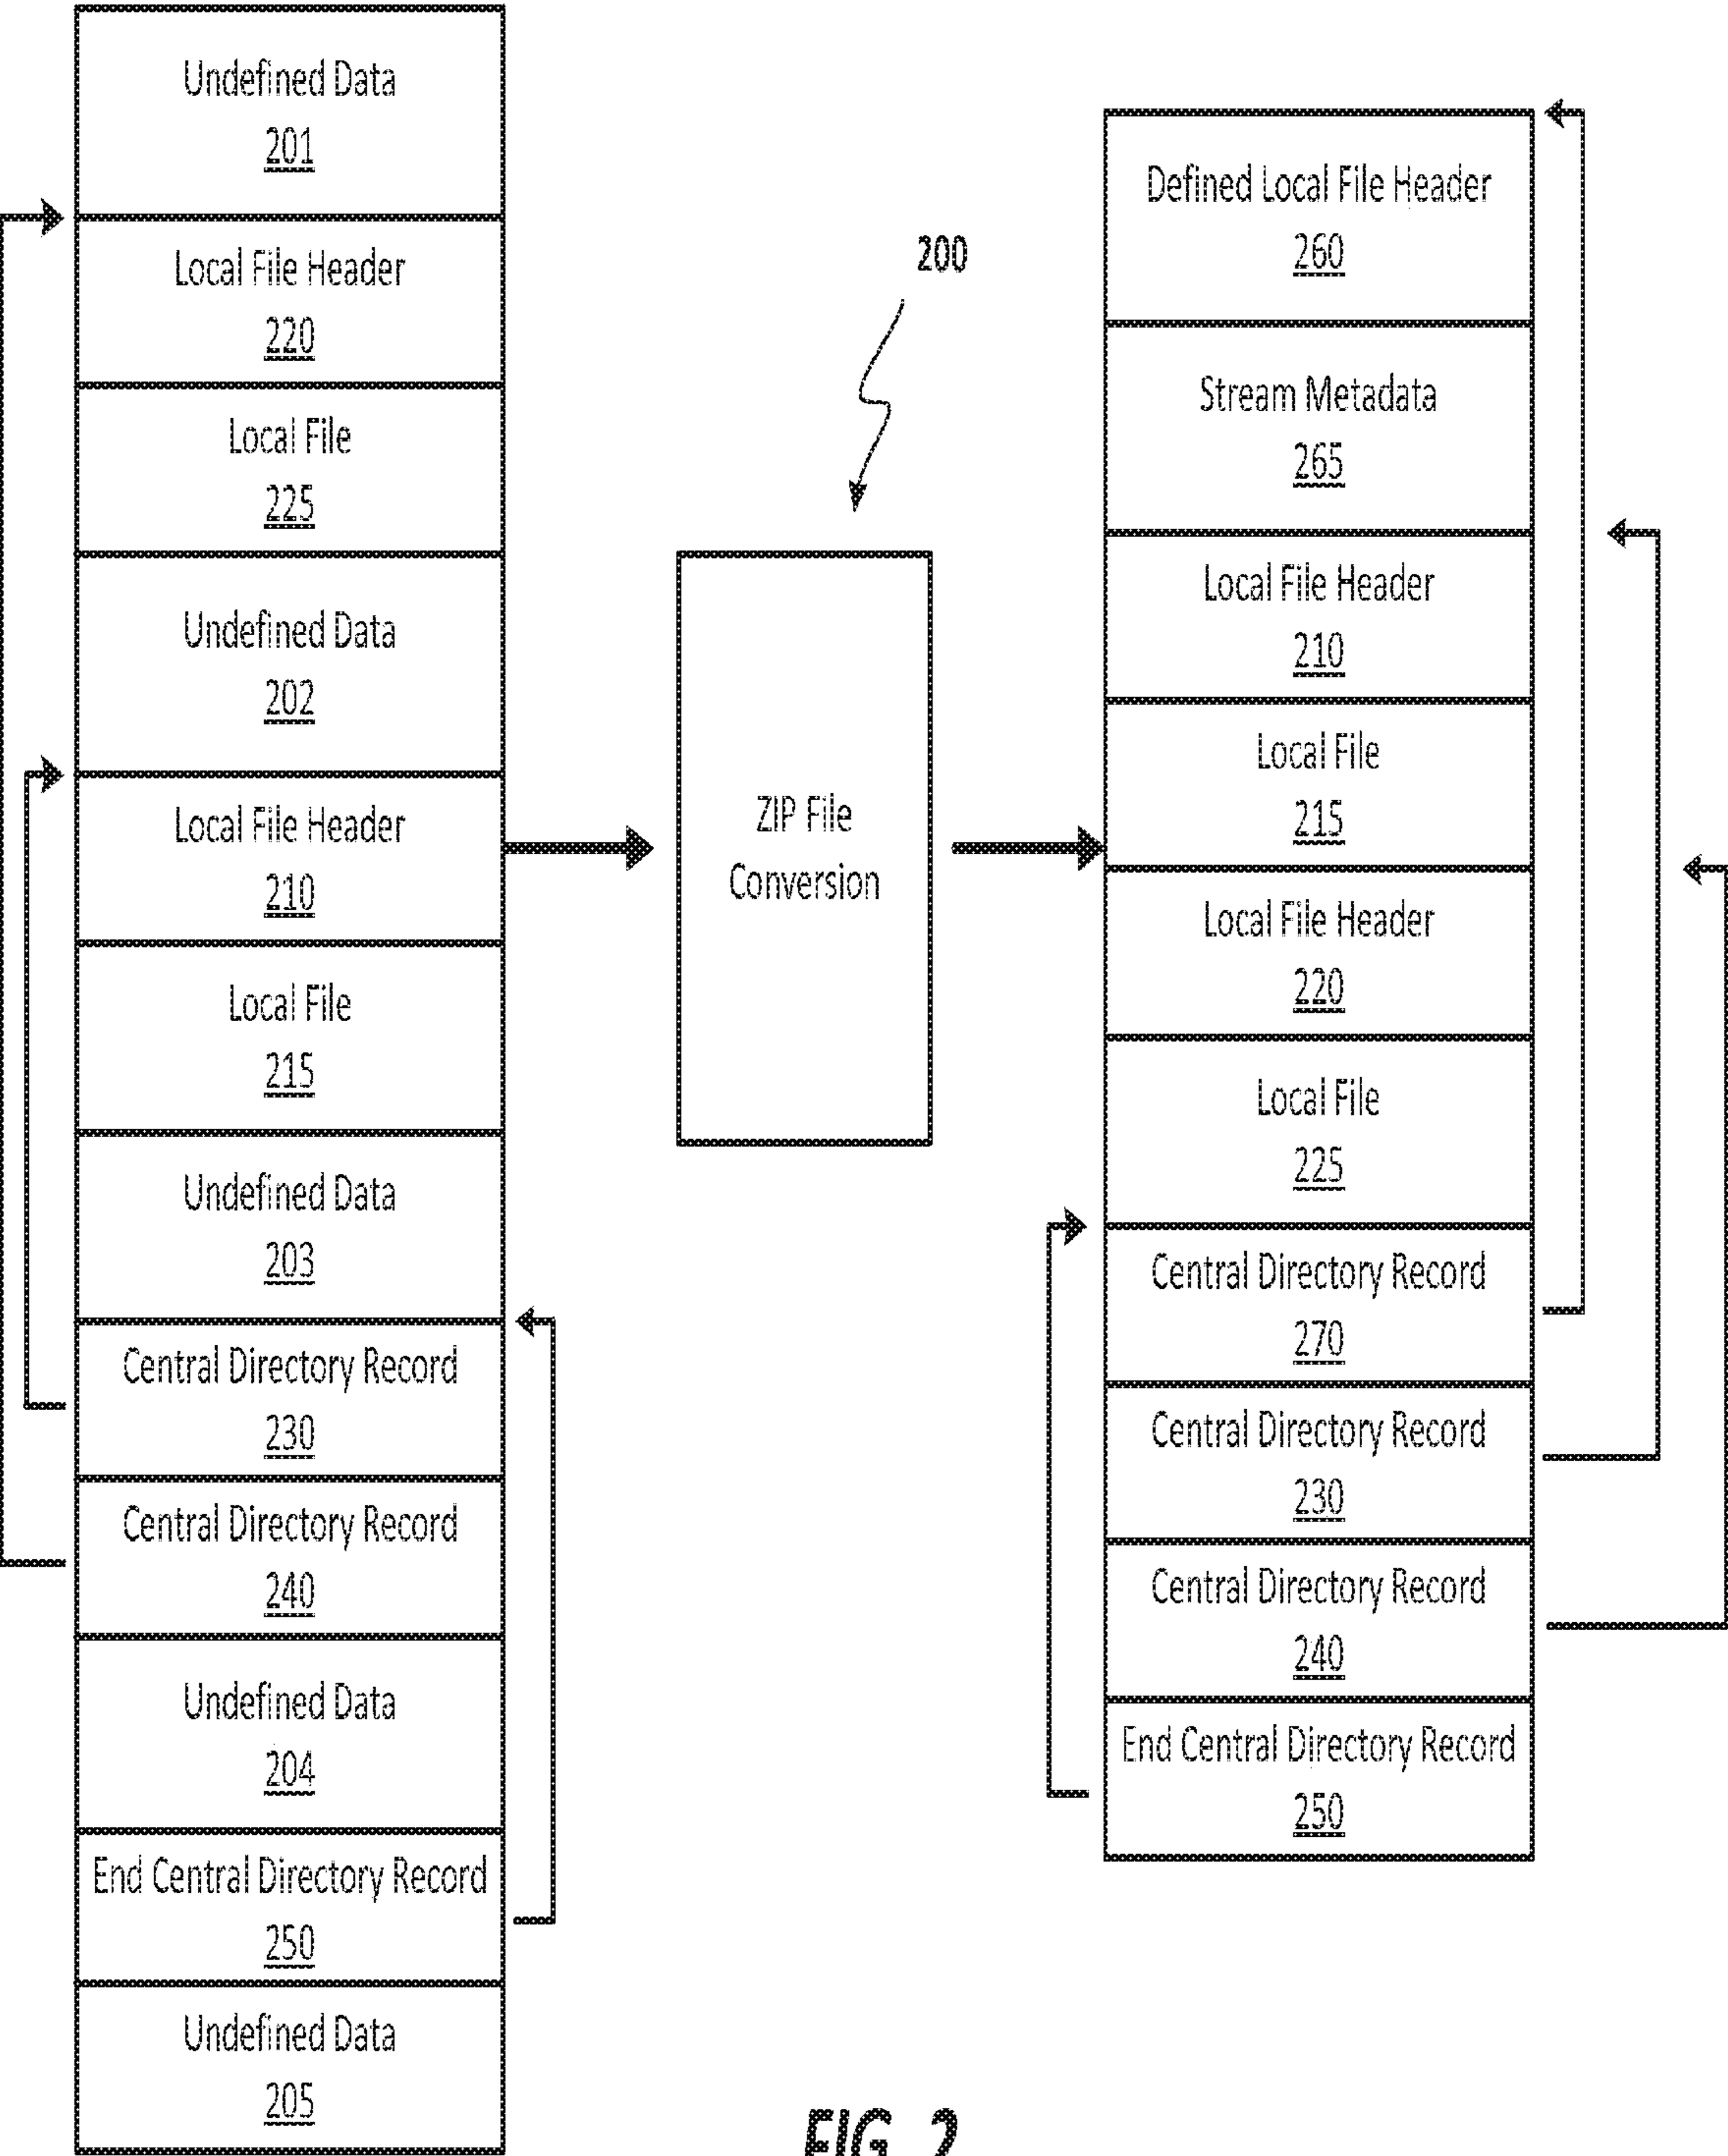 Undefined Data
201
Local File Header
220
Local File
225
Undefined Data
202
Local File Header
210
Local File
215
Undefined Data
203
Central Directory Record
230
Central Directory Record
240
Undefined Data
204
End Central Directory Record
250
Undefined Data
205
200
ZIP File
Conversion
Defined Local File Header
260
Stream Metadata
265
Local File Header
210
Local File
215
Local File Header
220
Local File
225
Central Directory Record
270
Central Directory Record
230
Central Directory Record
240
End Central Directory Record
250
FIG. 2